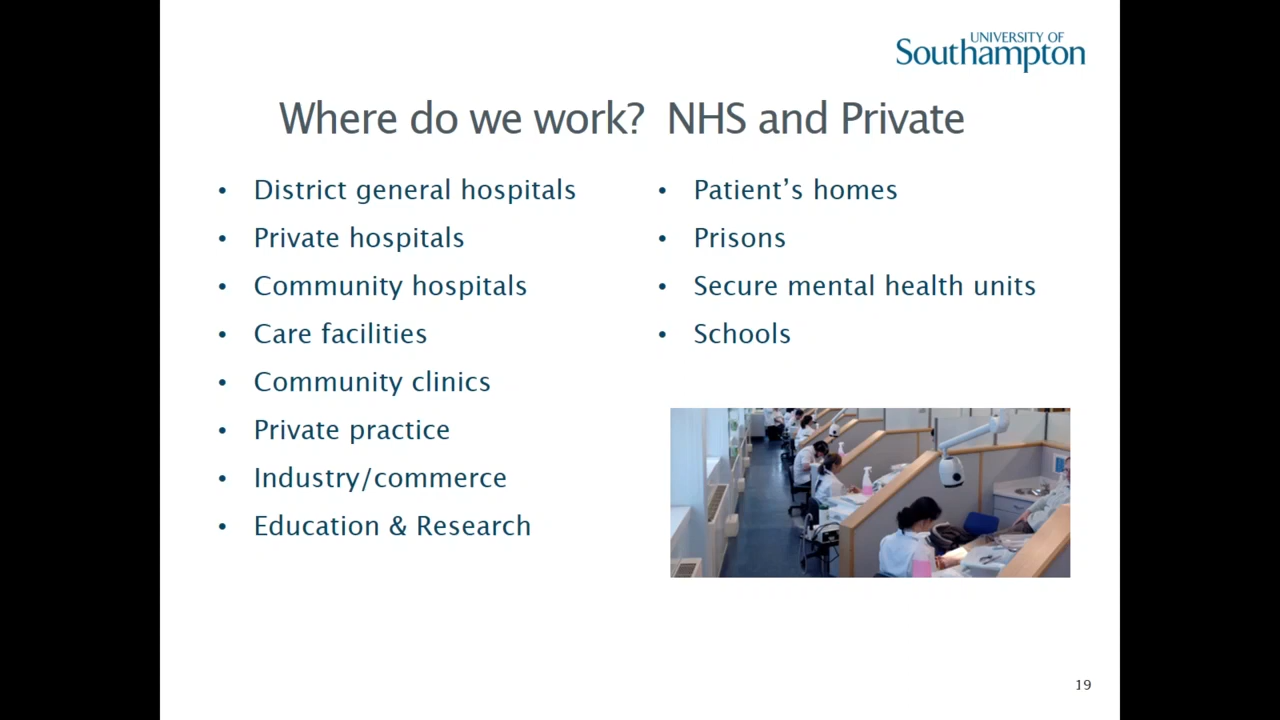 UNIVERSITY OF
Southampton
Where do we work?  NHS and Private
• District general hospitals
• Private hospitals
• Community hospitals
• Care facilities
• Community clinics
• Private practice
• Industry/commerce
• Education & Research
• Patient’s homes
• Prisons
• Secure mental health units
• Schools
19